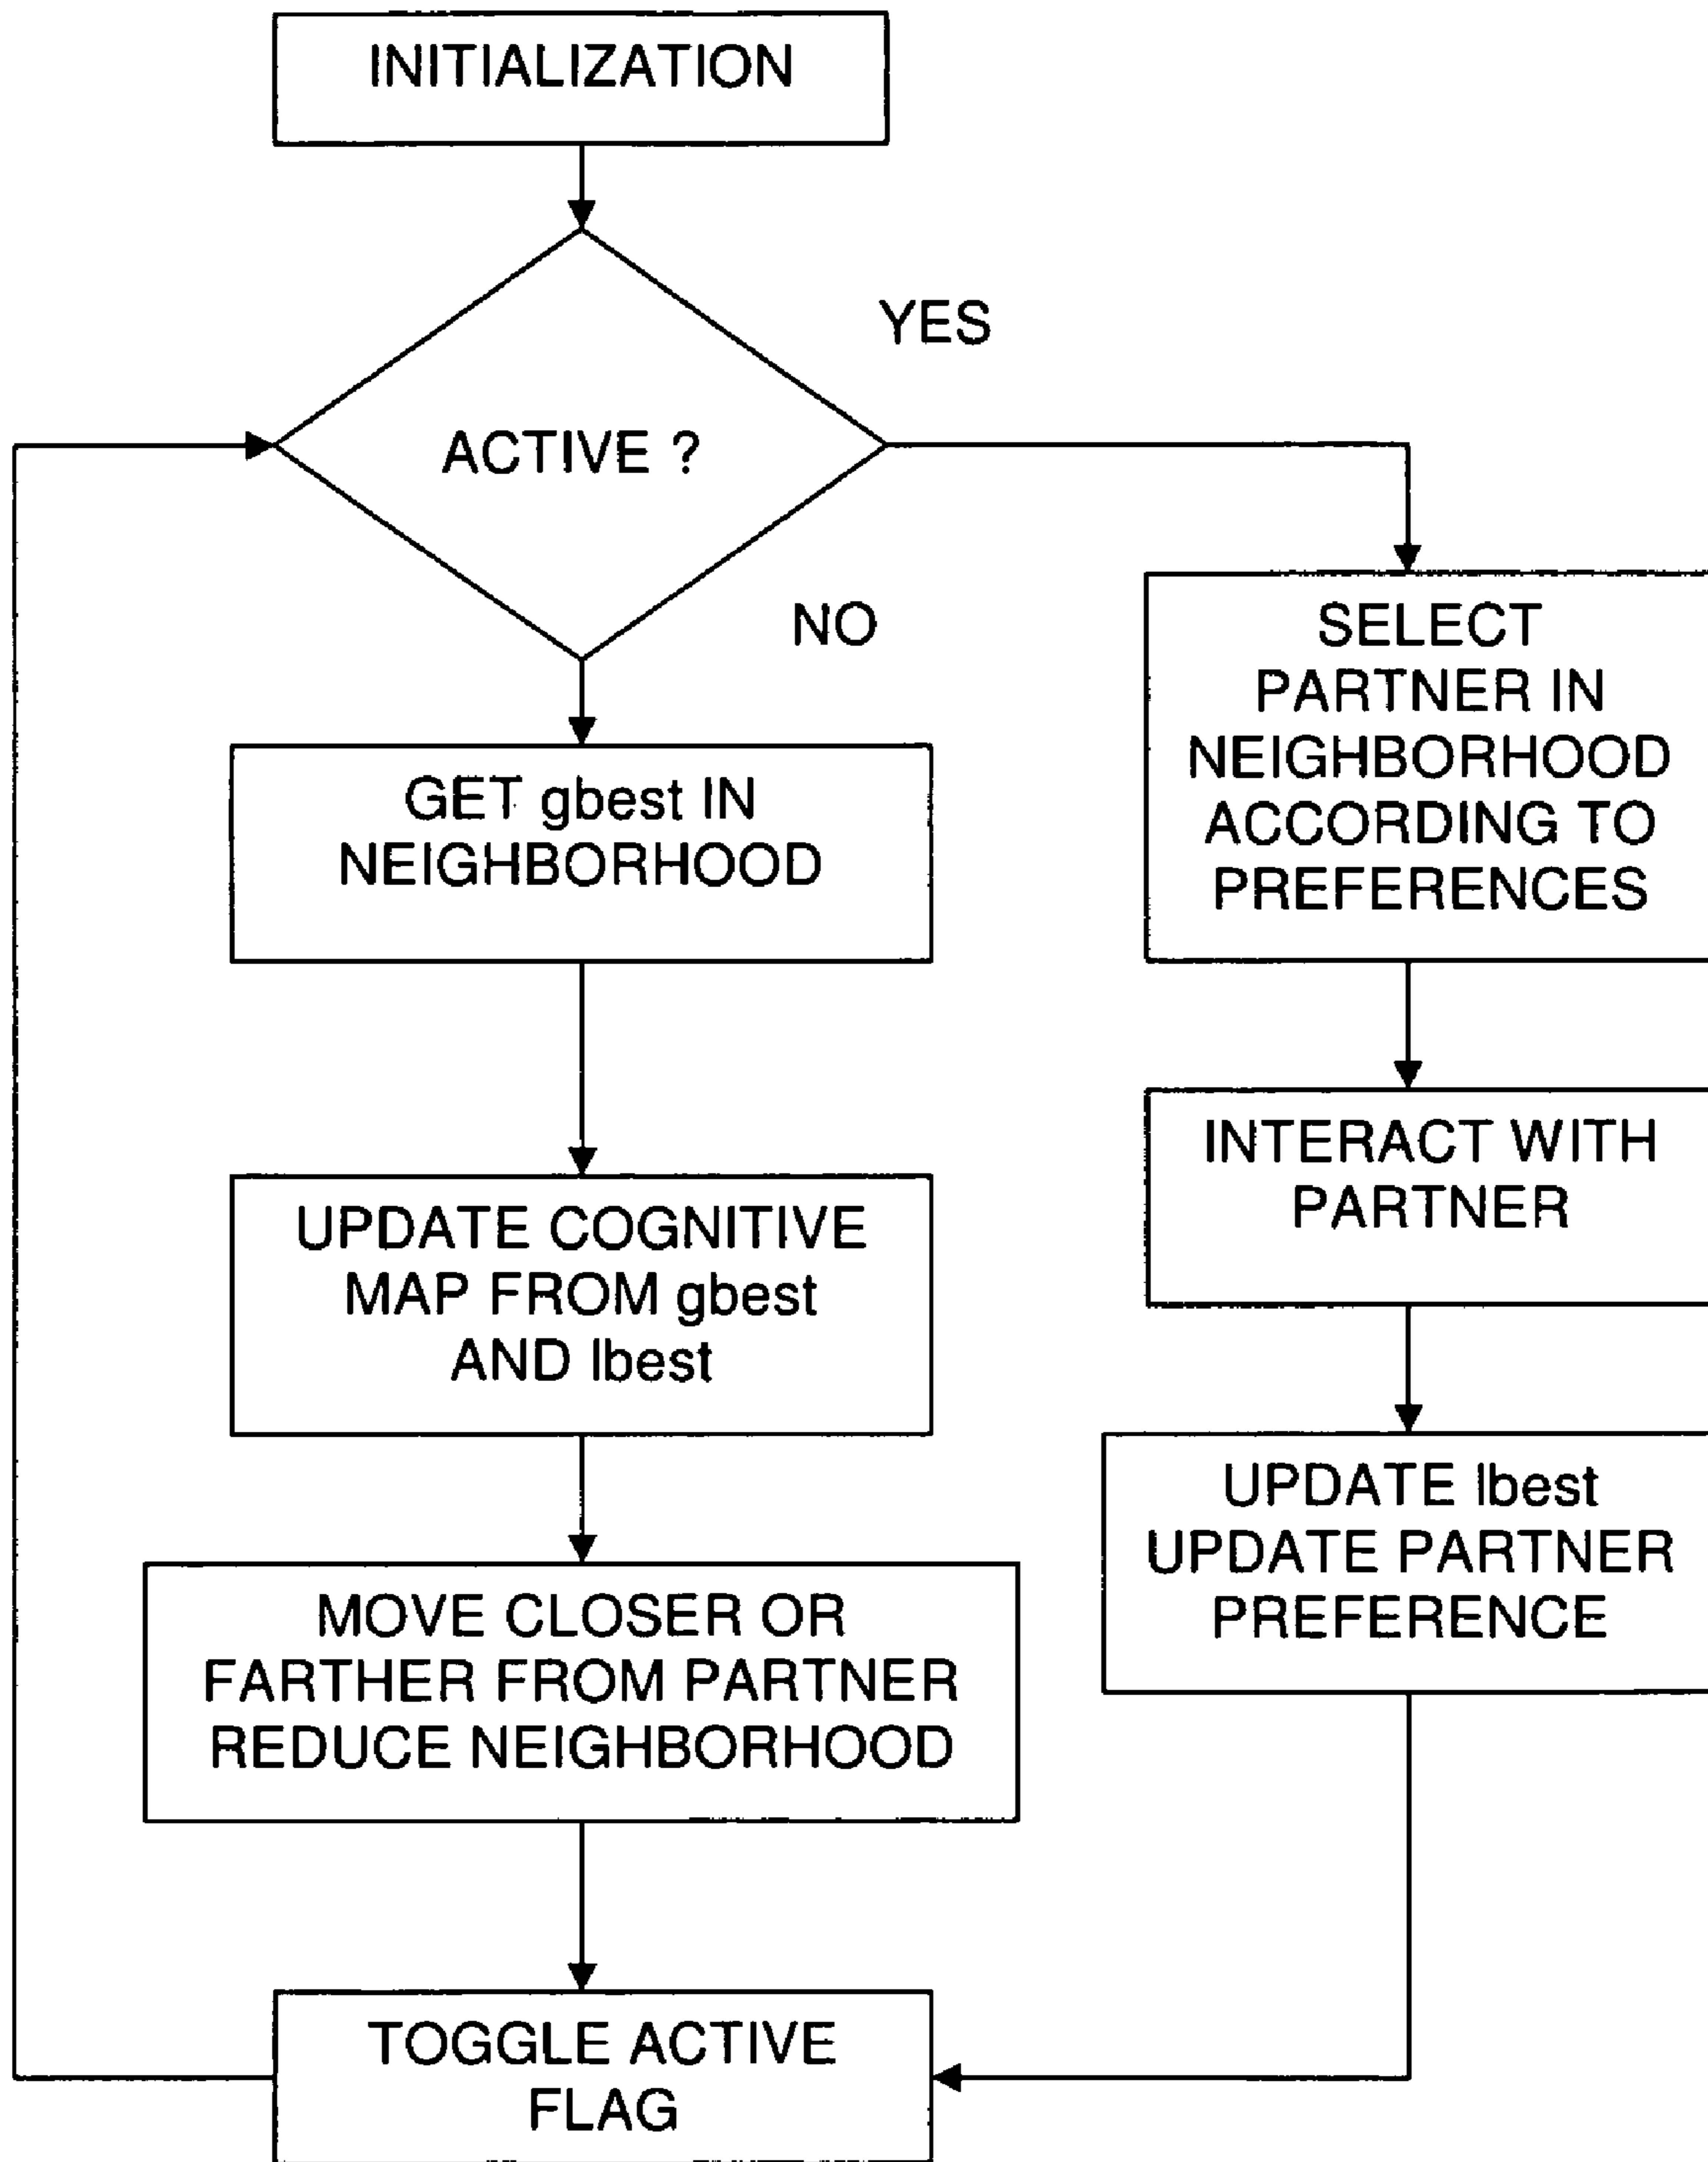 INITIALIZATION
YES
ACTIVE ?
NO
GET gbest IN
NEIGHBORHOOD
UPDATE COGNITIVE
MAP FROM gbest
AND lbest
MOVE CLOSER OR
FARTHER FROM PARTNER
REDUCE NEIGHBORHOOD
SELECT
PARTNER IN
NEIGHBORHOOD
ACCORDING TO
PREFERENCES
INTERACT WITH
PARTNER
UPDATE lbest
UPDATE PARTNER
PREFERENCE
TOGGLE ACTIVE
FLAG